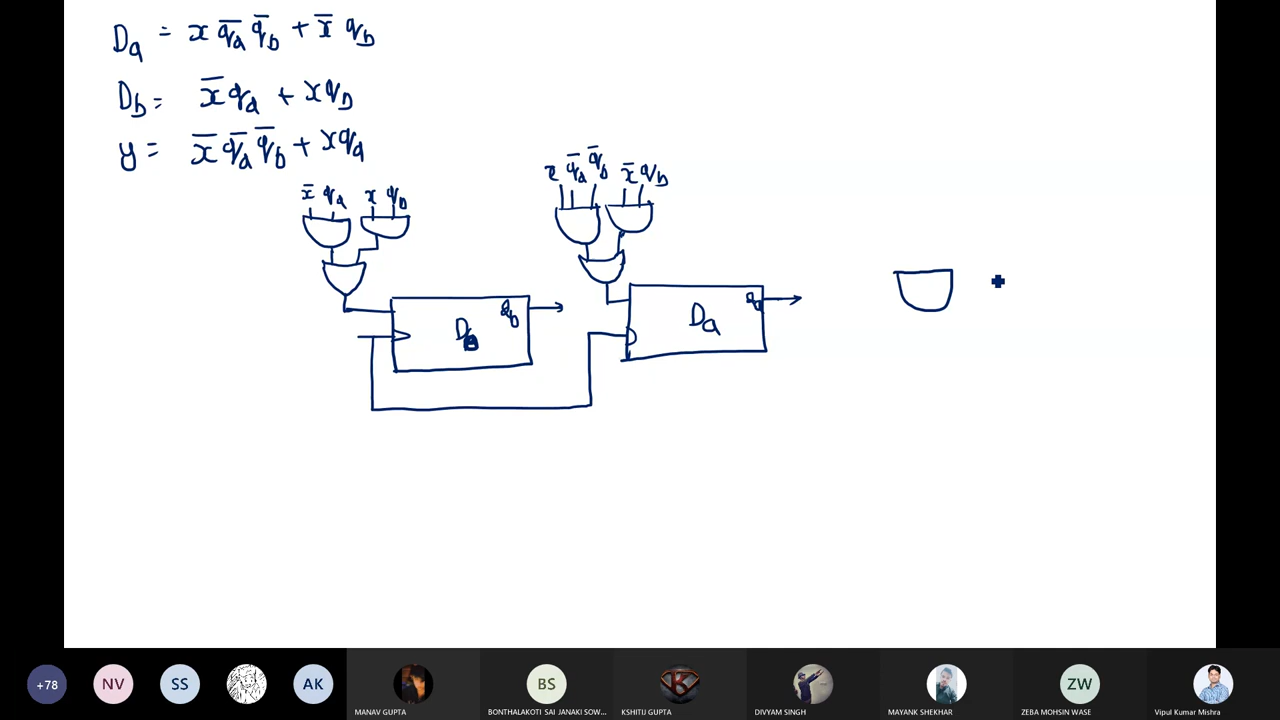 Da = x q̅a q̅b + x̅ qb
Db = x̅ qa + x qb
y = x̅ q̅a q̅b + x qa
x̅ qa x qb
x q̅a q̅b x̅ qb
qb
D
qa
Da
+78
NV
SS
AK
BS
ZW
MANAV GUPTA
BONTHALAKOTI SAI JANAKI SOW...
KSHITIJ GUPTA
DIVYAM SINGH
MAYANK SHEKHAR
ZEBA MOHSIN WASE
Vipul Kumar Mishra